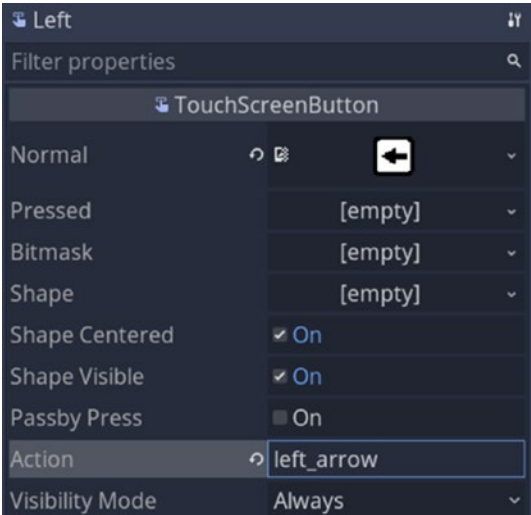 Left
Filter properties
TouchScreenButton
Normal
Pressed [empty]
Bitmask [empty]
Shape [empty]
Shape Centered On
Shape Visible On
Passby Press On
Action left_arrow
Visibility Mode Always